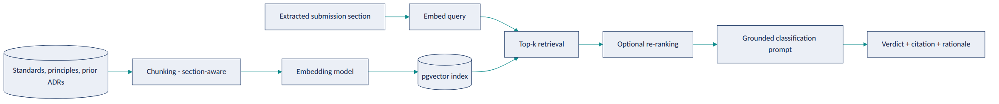 Extracted submission section
Embed query
Standards, principles, prior
ADRs
Chunking - section-aware
Embedding model
pgvector index
Top-k retrieval
Optional re-ranking
Grounded classification
prompt
Verdict + citation + rationale